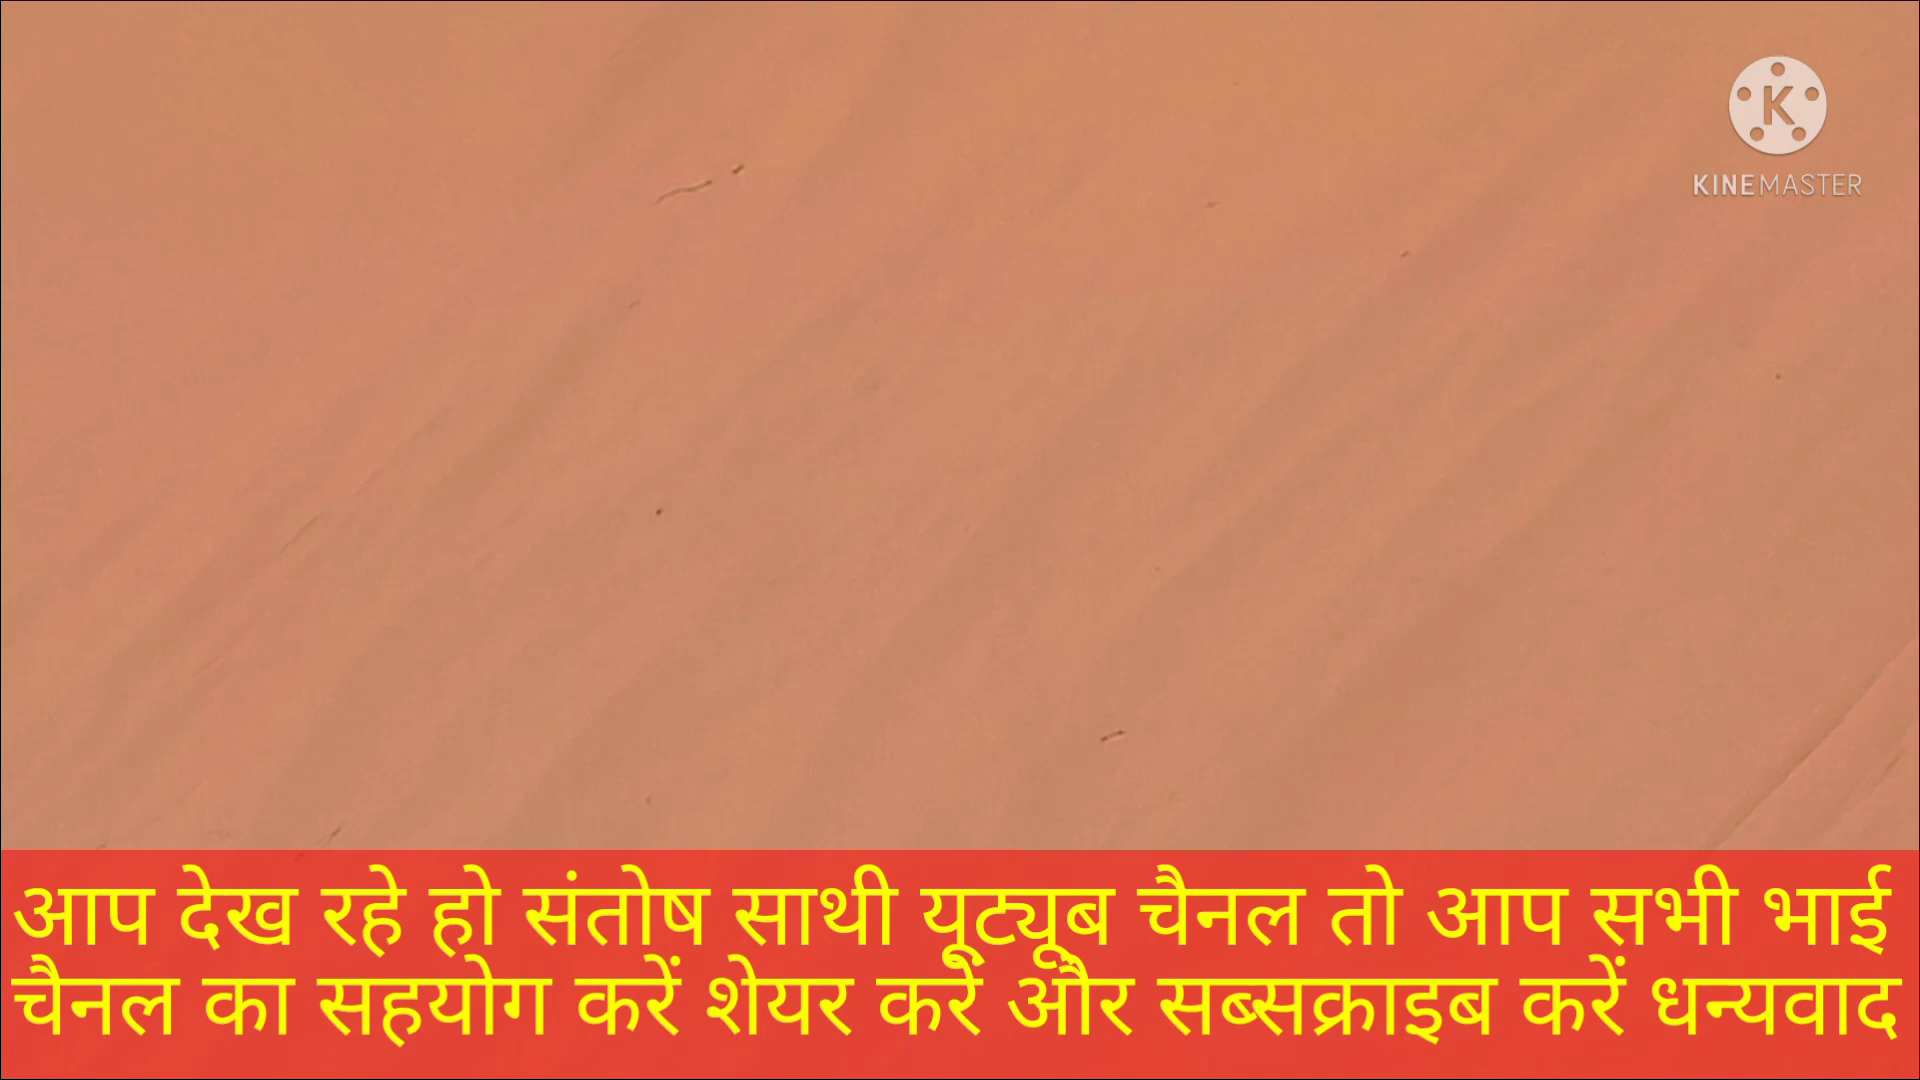 KINEMASTER
आप देख रहे हो संतोष साथी यूट्यूब चैनल तो आप सभी भाई
चैनल का सहयोग करें शेयर करें और सब्सक्राइब करें धन्यवाद